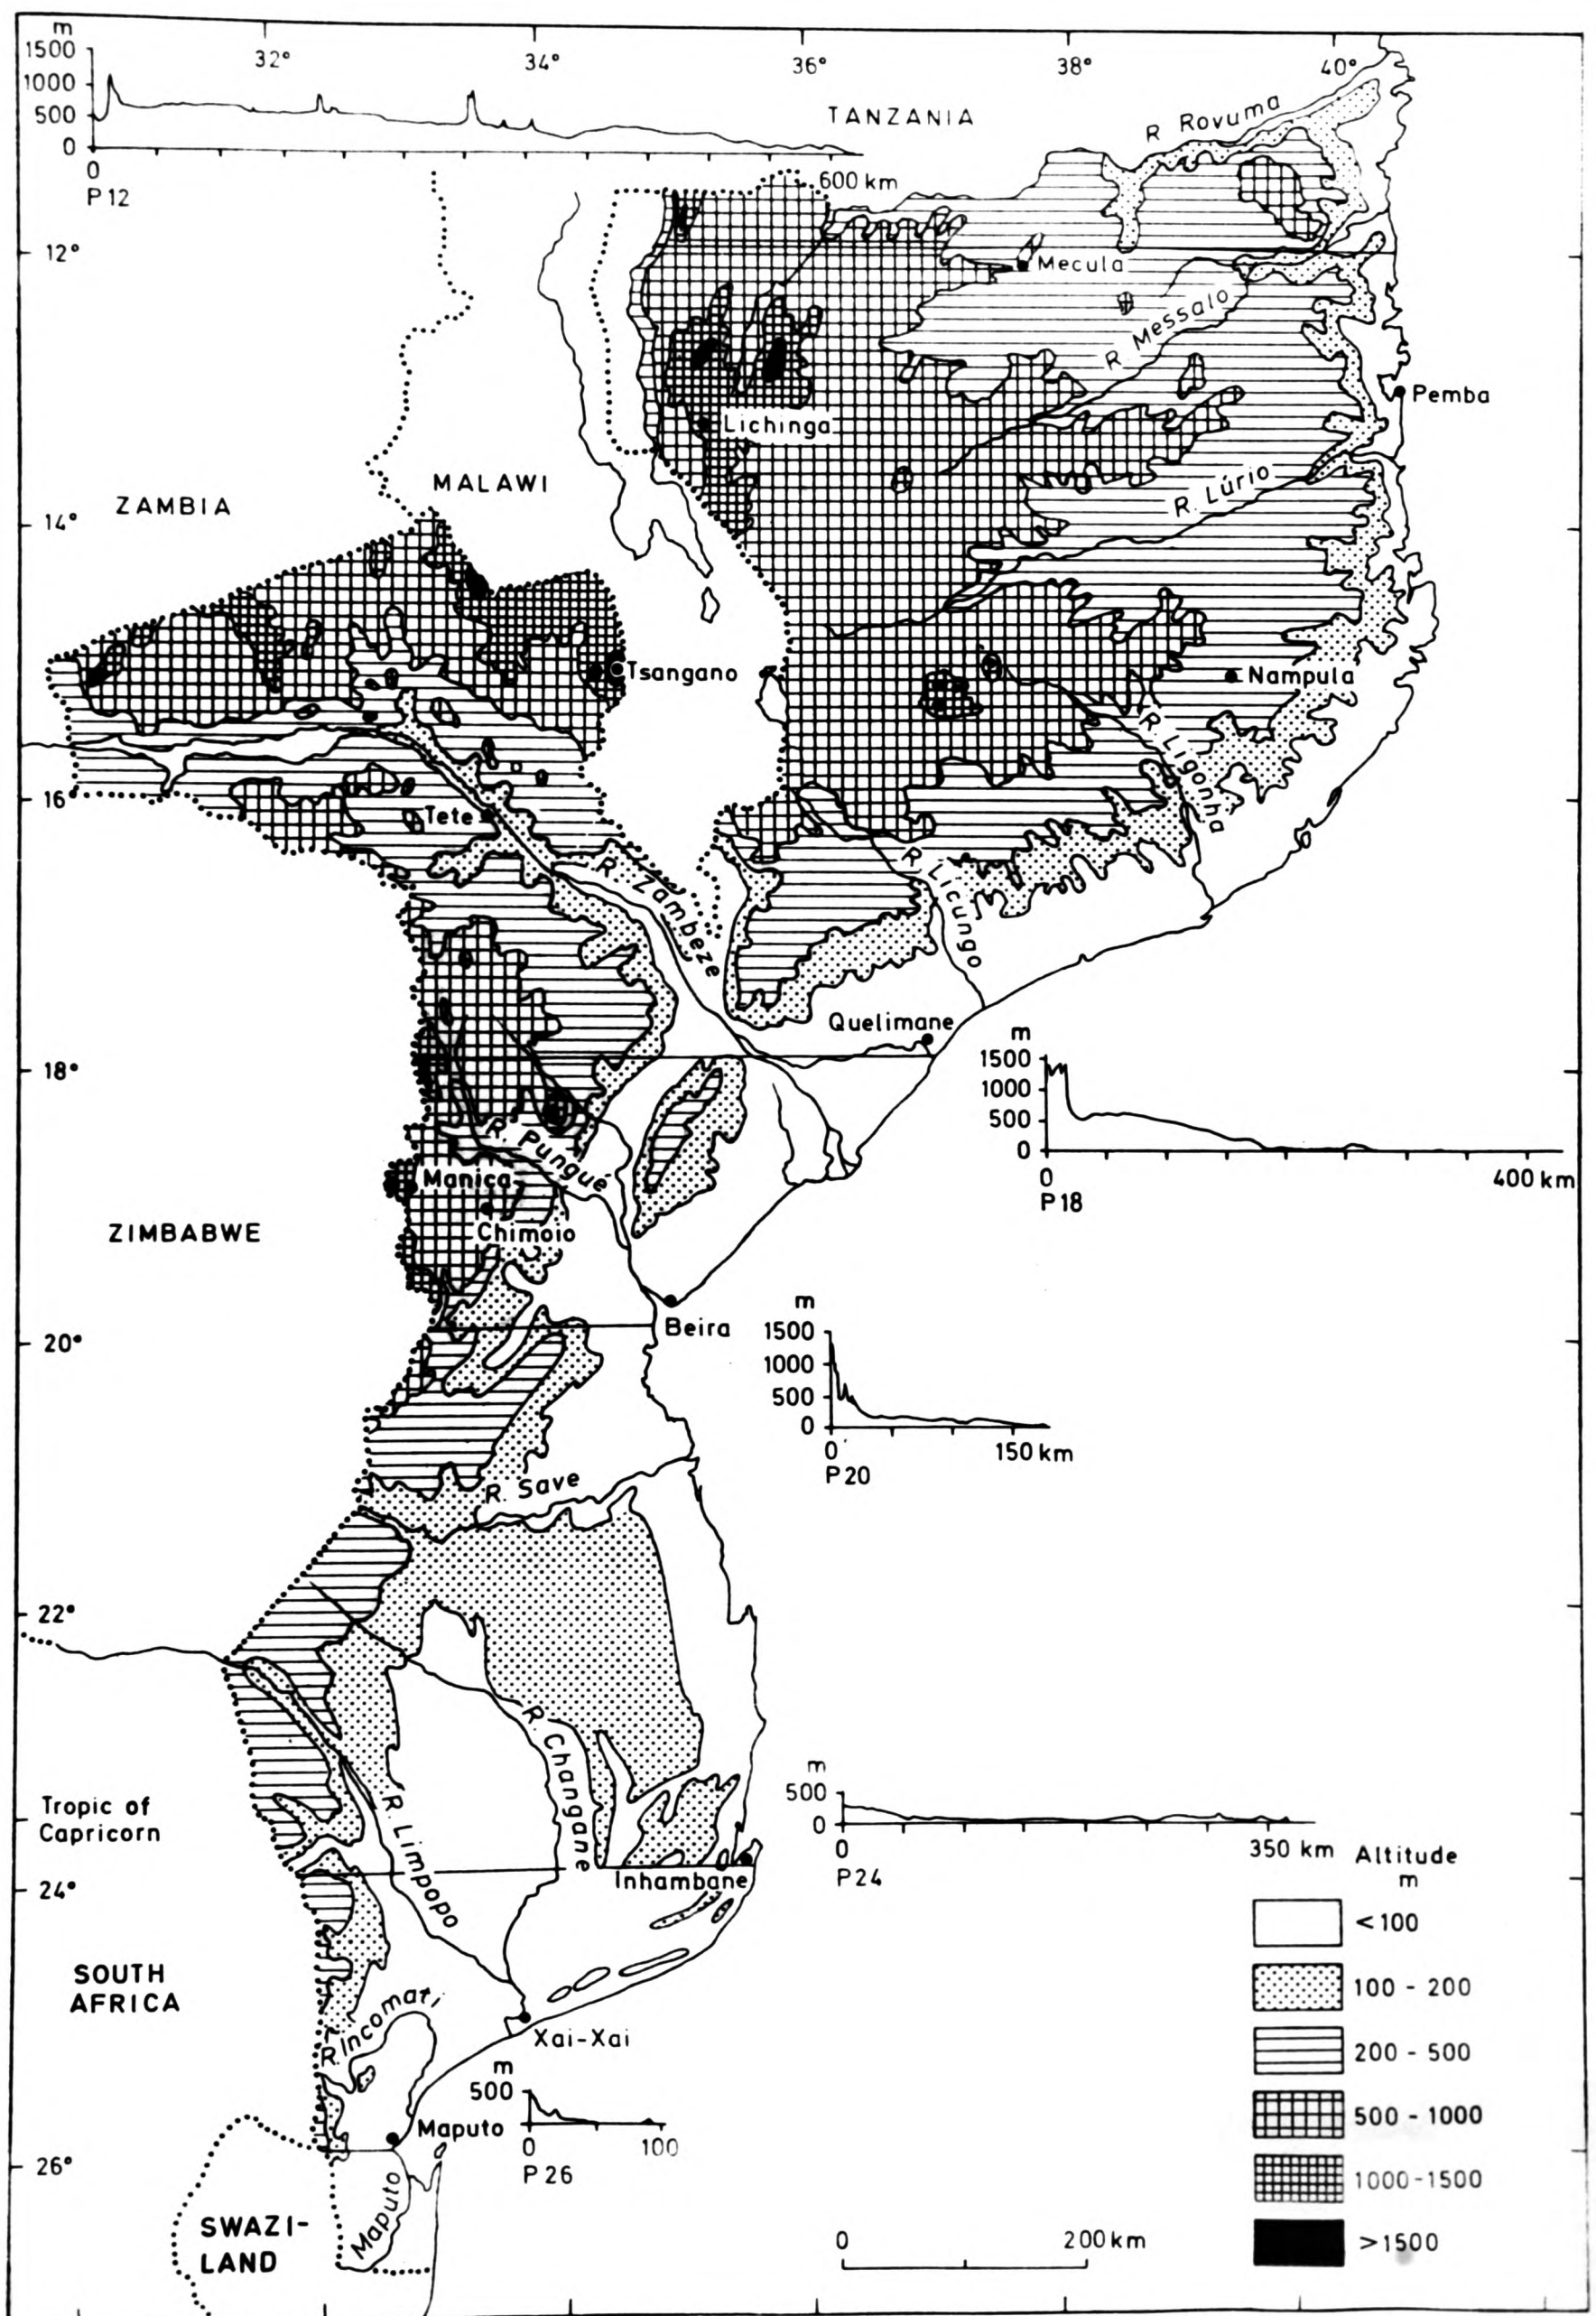 m
1500
1000
500
0
0
P12
600 km
32°
34°
36°
38°
40°
TANZANIA
R Rovuma
12°
Mecula
R. Messalo
Pemba
Lichinga
ZAMBIA
MALAWI
R. Lúrio
14°
Tsangano
Nampula
R. Ligonha
16°
Tete
R. Zambeze
R. Licungo
Quelimane
18°
m
1500
1000
500
0
0
400 km
P18
R. Pungué
Manica
Chimoio
ZIMBABWE
Beira
20°
m
1500
1000
500
0
0
150 km
P20
R. Save
22°
R. Changane
R. Limpopo
Tropic of
Capricorn
m
500
0
0
350 km
P24
Inhambane
24°
SOUTH
AFRICA
R. Incomati
Xai-Xai
m
500
0
100
P26
Maputo
26°
Maputo
SWAZI-
LAND
0
200 km
Altitude
m
<100
100 - 200
200 - 500
500 - 1000
1000 - 1500
>1500